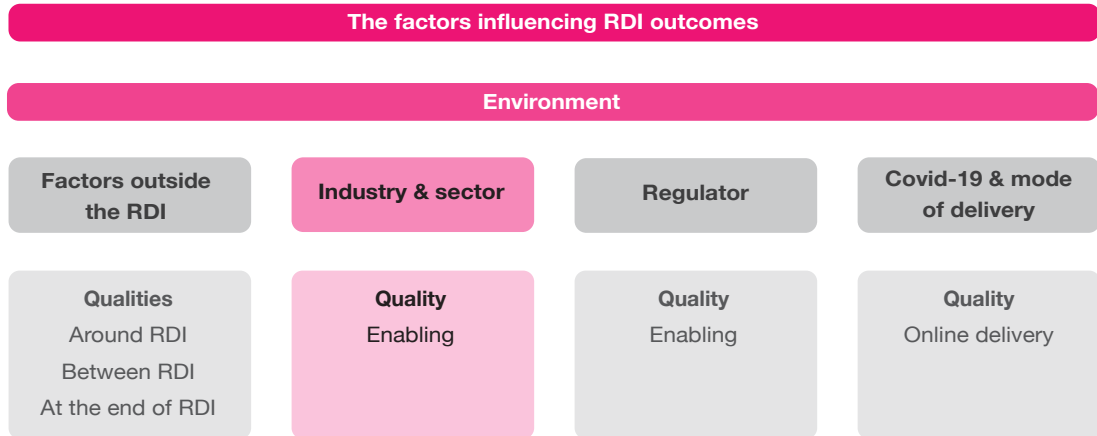 The factors influencing RDI outcomes
Environment
Factors outside
the RDI
Industry & sector
Regulator
Covid-19 & mode
of delivery
Qualities
Around RDI
Between RDI
At the end of RDI
Quality
Enabling
Quality
Enabling
Quality
Online delivery